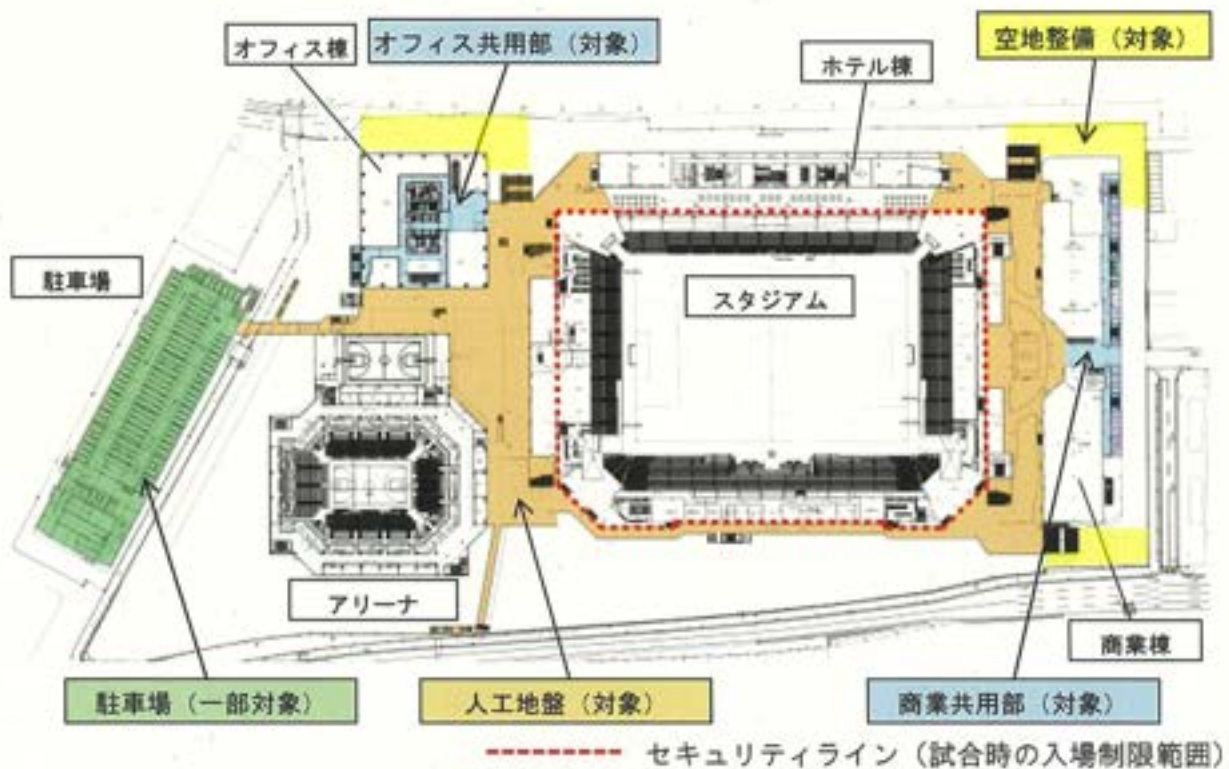 オフィス棟
オフィス共用部（対象）
ホテル棟
空地整備（対象）
駐車場
スタジアム
アリーナ
商業棟
駐車場（一部対象）
人工地盤（対象）
商業共用部（対象）
セキュリティライン（試合時の入場制限範囲）